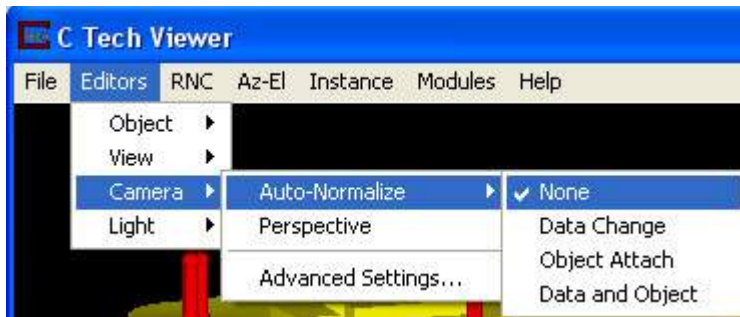 C Tech Viewer
File Editors RNC Az-El Instance Modules Help
Object
View
Camera
Light
Auto-Normalize
Perspective
Advanced Settings...
None
Data Change
Object Attach
Data and Object